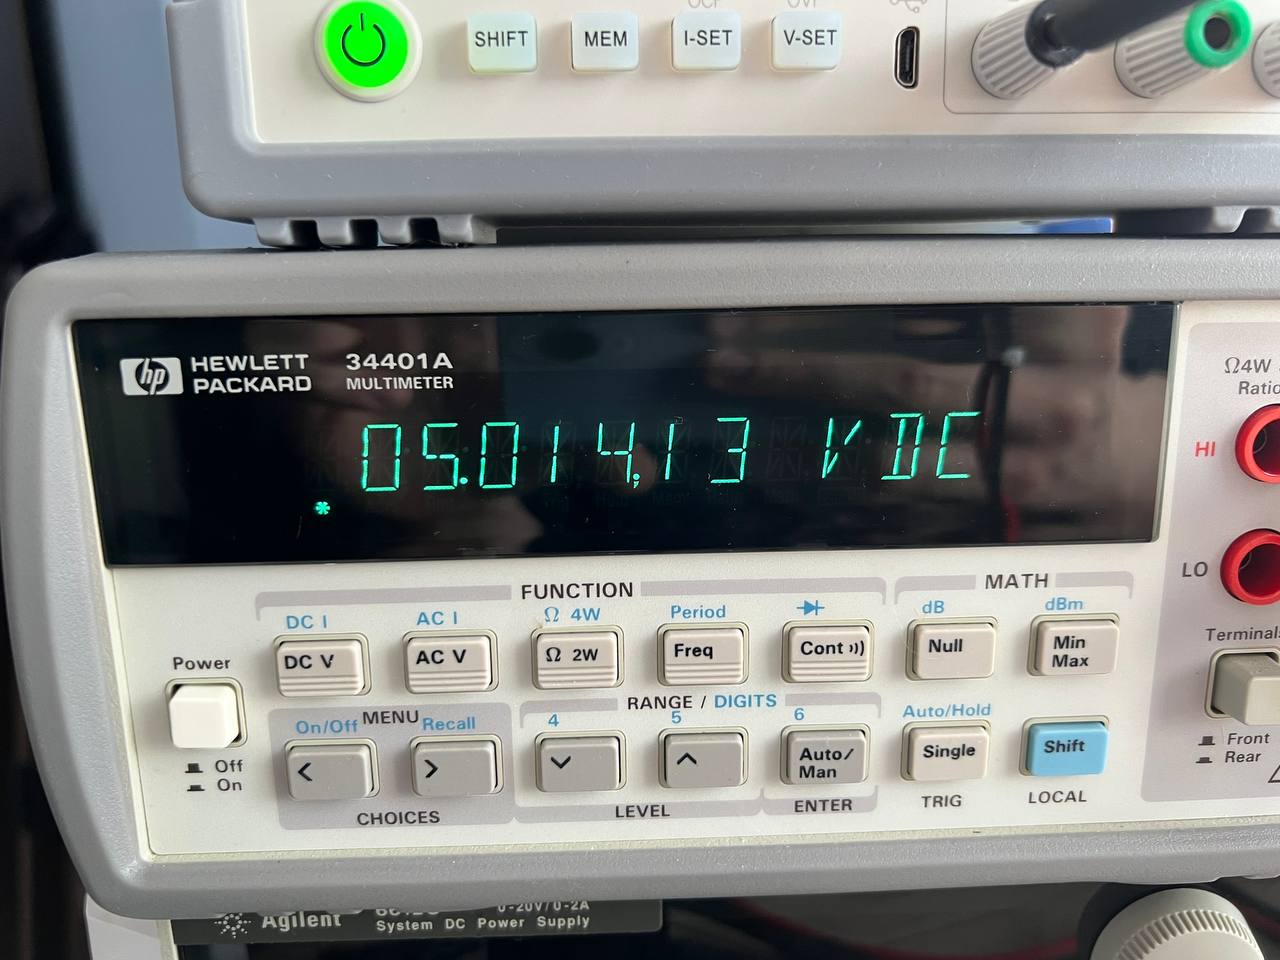 SHIFT
MEM
I-SET
V-SET
hp HEWLETT PACKARD
34401A
MULTIMETER
05.014,13 VDC
*
FUNCTION
MATH
DC I
AC I
Ω 4W
Period
dB
dBm
Power
DC V
AC V
Ω 2W
Freq
Cont
Null
Min
Max
RANGE / DIGITS
On/Off
MENU
Recall
4
5
6
Auto/Hold
<
>
Auto/
Man
Single
Shift
Off
On
CHOICES
LEVEL
ENTER
TRIG
LOCAL
Ω4W
HI
LO
Front
Rear
Agilent
0-20V/0-2A
System DC Power Supply